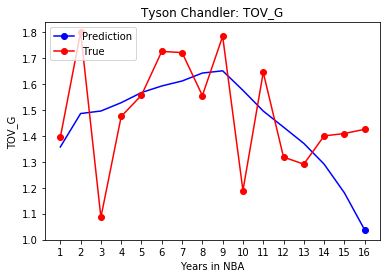 Tyson Chandler: TOV_G
Prediction
True
TOV_G
1.8
1.7
1.6
1.5
1.4
1.3
1.2
1.1
1.0
1 2 3 4 5 6 7 8 9 10 11 12 13 14 15 16
Years in NBA